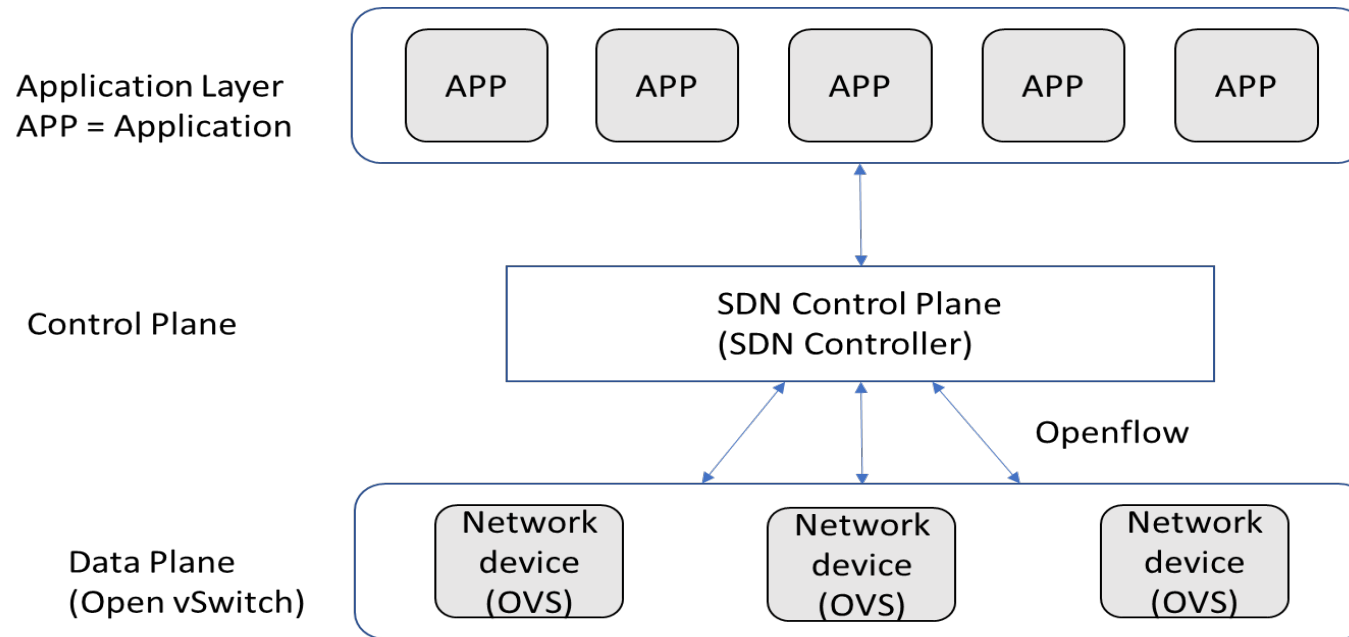 APP
APP
APP
APP
APP
Application Layer
APP = Application
SDN Control Plane
(SDN Controller)
Control Plane
Openflow
Network
device
(OVS)
Network
device
(OVS)
Network
device
(OVS)
Data Plane
(Open vSwitch)